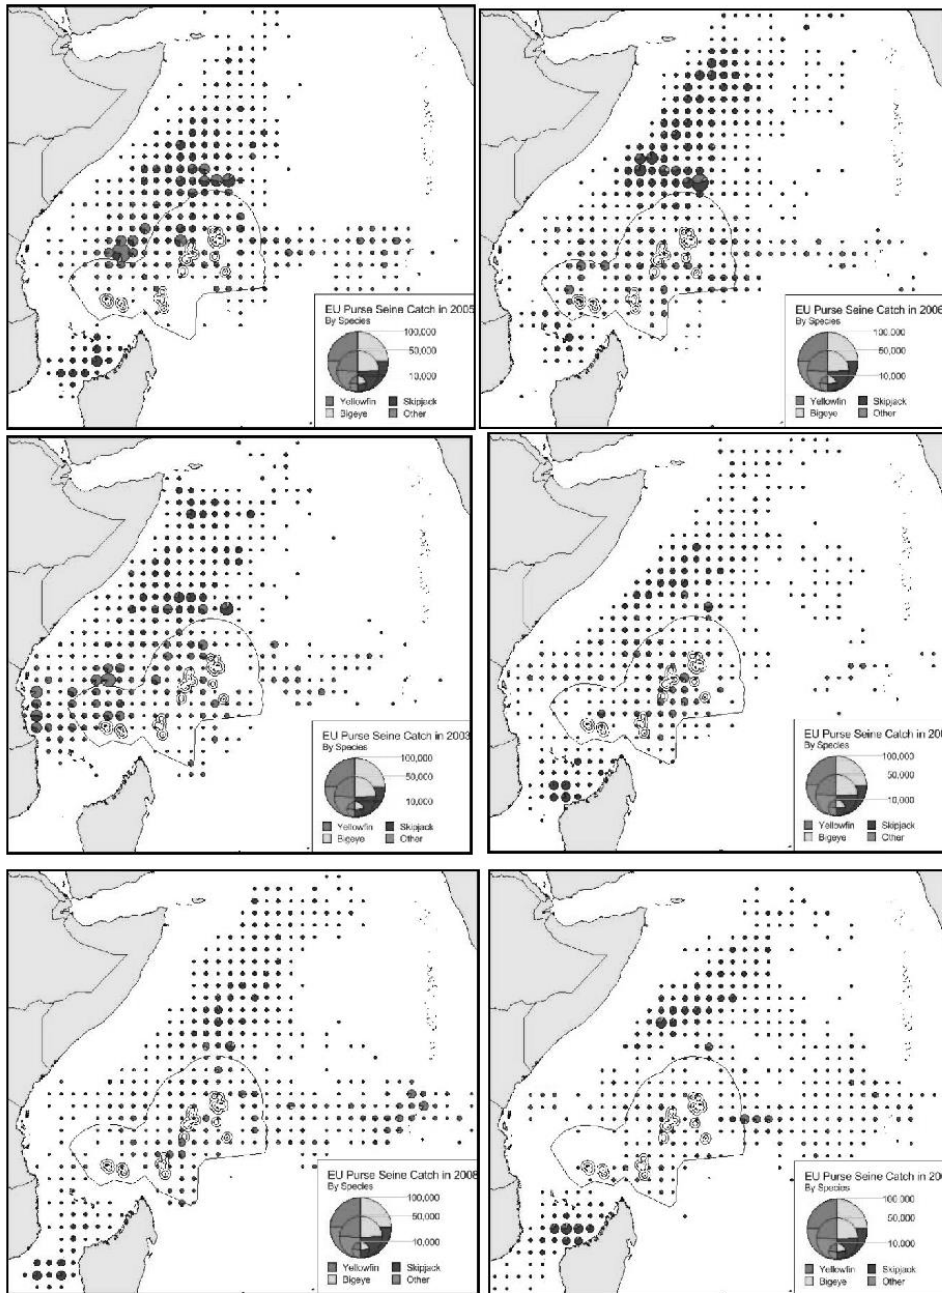 EU Purse Seine Catch in 2005
By Species
100,000
50,000
10,000
Yellowfin Skipjack
Bigeye Other
EU Purse Seine Catch in 2006
By Species
100,000
50,000
10,000
Yellowfin Skipjack
Bigeye Other
EU Purse Seine Catch in 2003
By Species
100,000
50,000
10,000
Yellowfin Skipjack
Bigeye Other
EU Purse Seine Catch in 200
By Species
100,000
50,000
10,000
Yellowfin Skipjack
Bigeye Other
EU Purse Seine Catch in 2008
By Species
100,000
50,000
10,000
Yellowfin Skipjack
Bigeye Other
EU Purse Seine Catch in 20
By Species
100,000
50,000
10,000
Yellowfin Skipjack
Bigeye Other